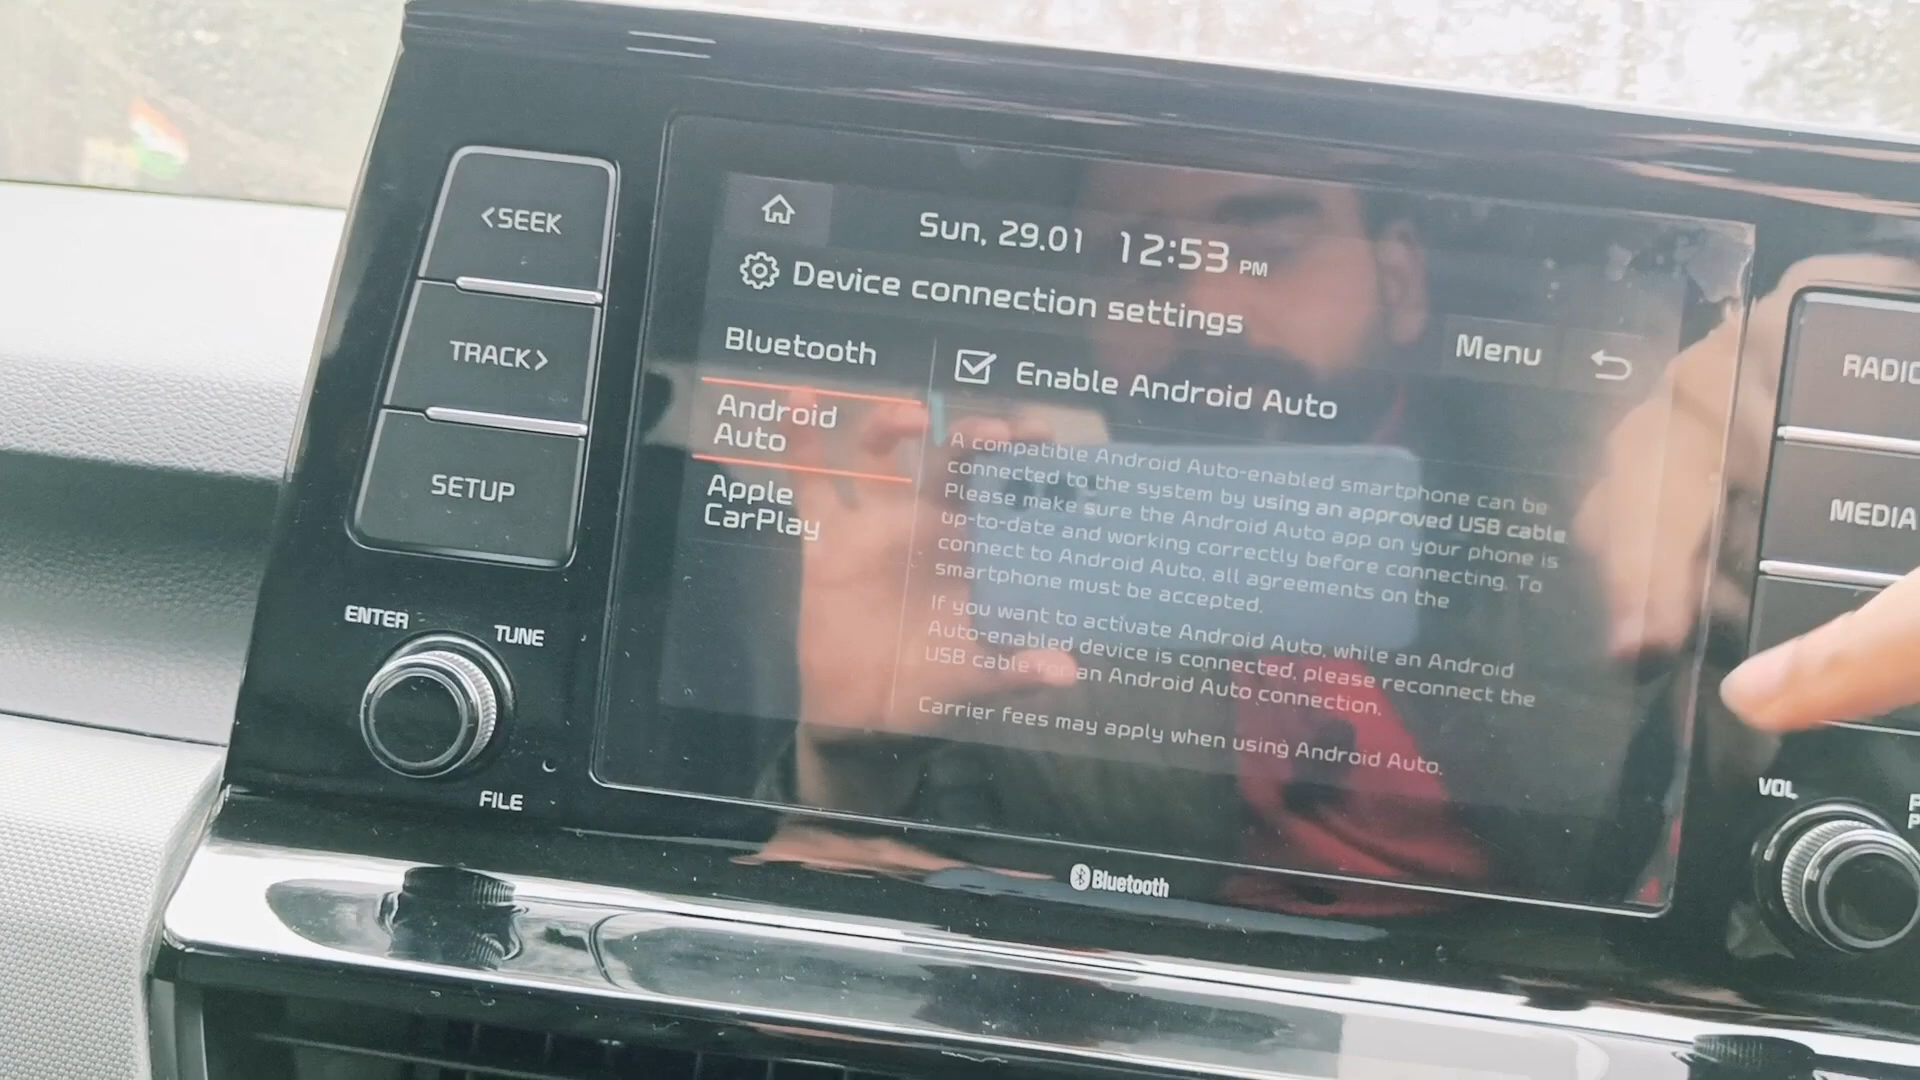 <SEEK
TRACK>
SETUP
ENTER
TUNE
FILE
Sun, 29.01 12:53 PM
Device connection settings
Menu
Bluetooth
Android
Auto
Apple
CarPlay
Enable Android Auto
A compatible Android Auto-enabled smartphone can be
connected to the system by using an approved USB cable
Please make sure the Android Auto app on your phone is
up-to-date and working correctly before connecting. To
connect to Android Auto, all agreements on the
smartphone must be accepted.
If you want to activate Android Auto, while an Android
Auto-enabled device is connected, please reconnect the
USB cable for an Android Auto connection.
Carrier fees may apply when using Android Auto.
Bluetooth
RADIO
MEDIA
VOL